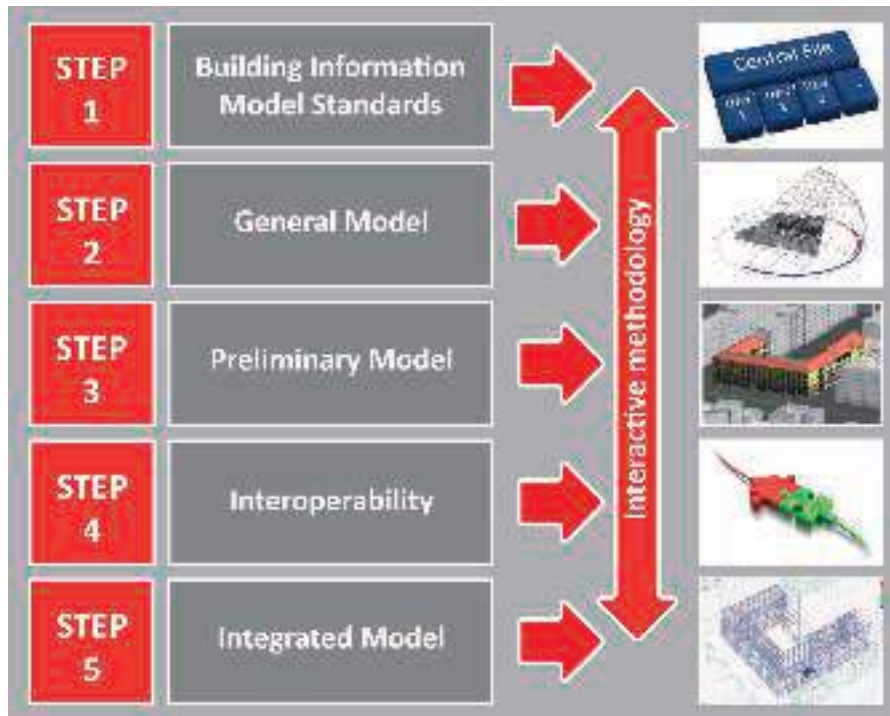 STEP
1
Building Information
Model Standards
Central File
STEP
2
General Model
STEP
3
Preliminary Model
STEP
4
Interoperability
STEP
5
Integrated Model
Interactive methodology